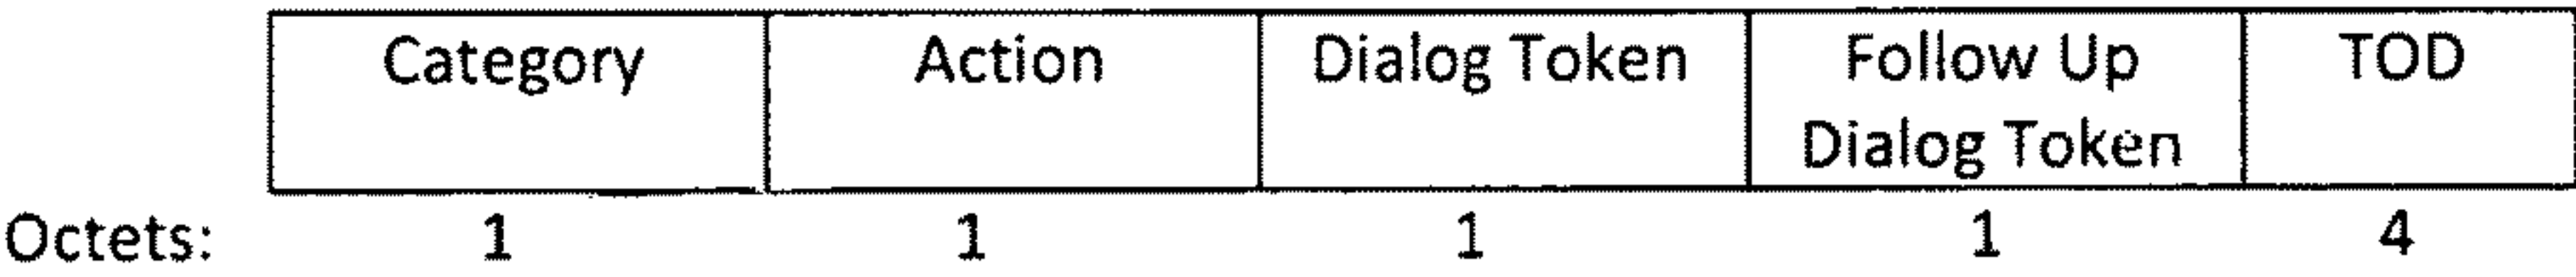 Category Action Dialog Token Follow Up TOD
Dialog Token
Octets: 1 1 1 1 4